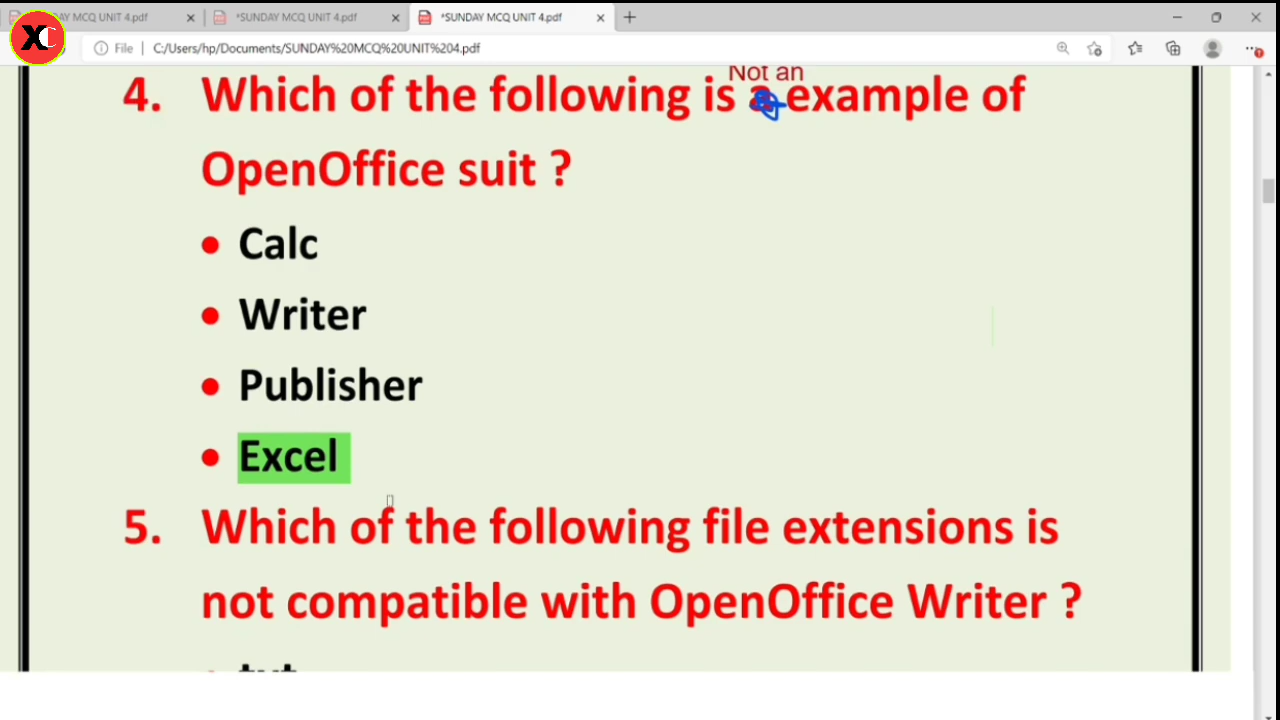 SUNDAY MCQ UNIT 4.pdf
*SUNDAY MCQ UNIT 4.pdf
*SUNDAY MCQ UNIT 4.pdf
XC
File
C:/Users/hp/Documents/SUNDAY%20MCQ%20UNIT%204.pdf
Not an
4. Which of the following is a example of
OpenOffice suit ?
• Calc
• Writer
• Publisher
• Excel
5. Which of the following file extensions is
not compatible with OpenOffice Writer ?